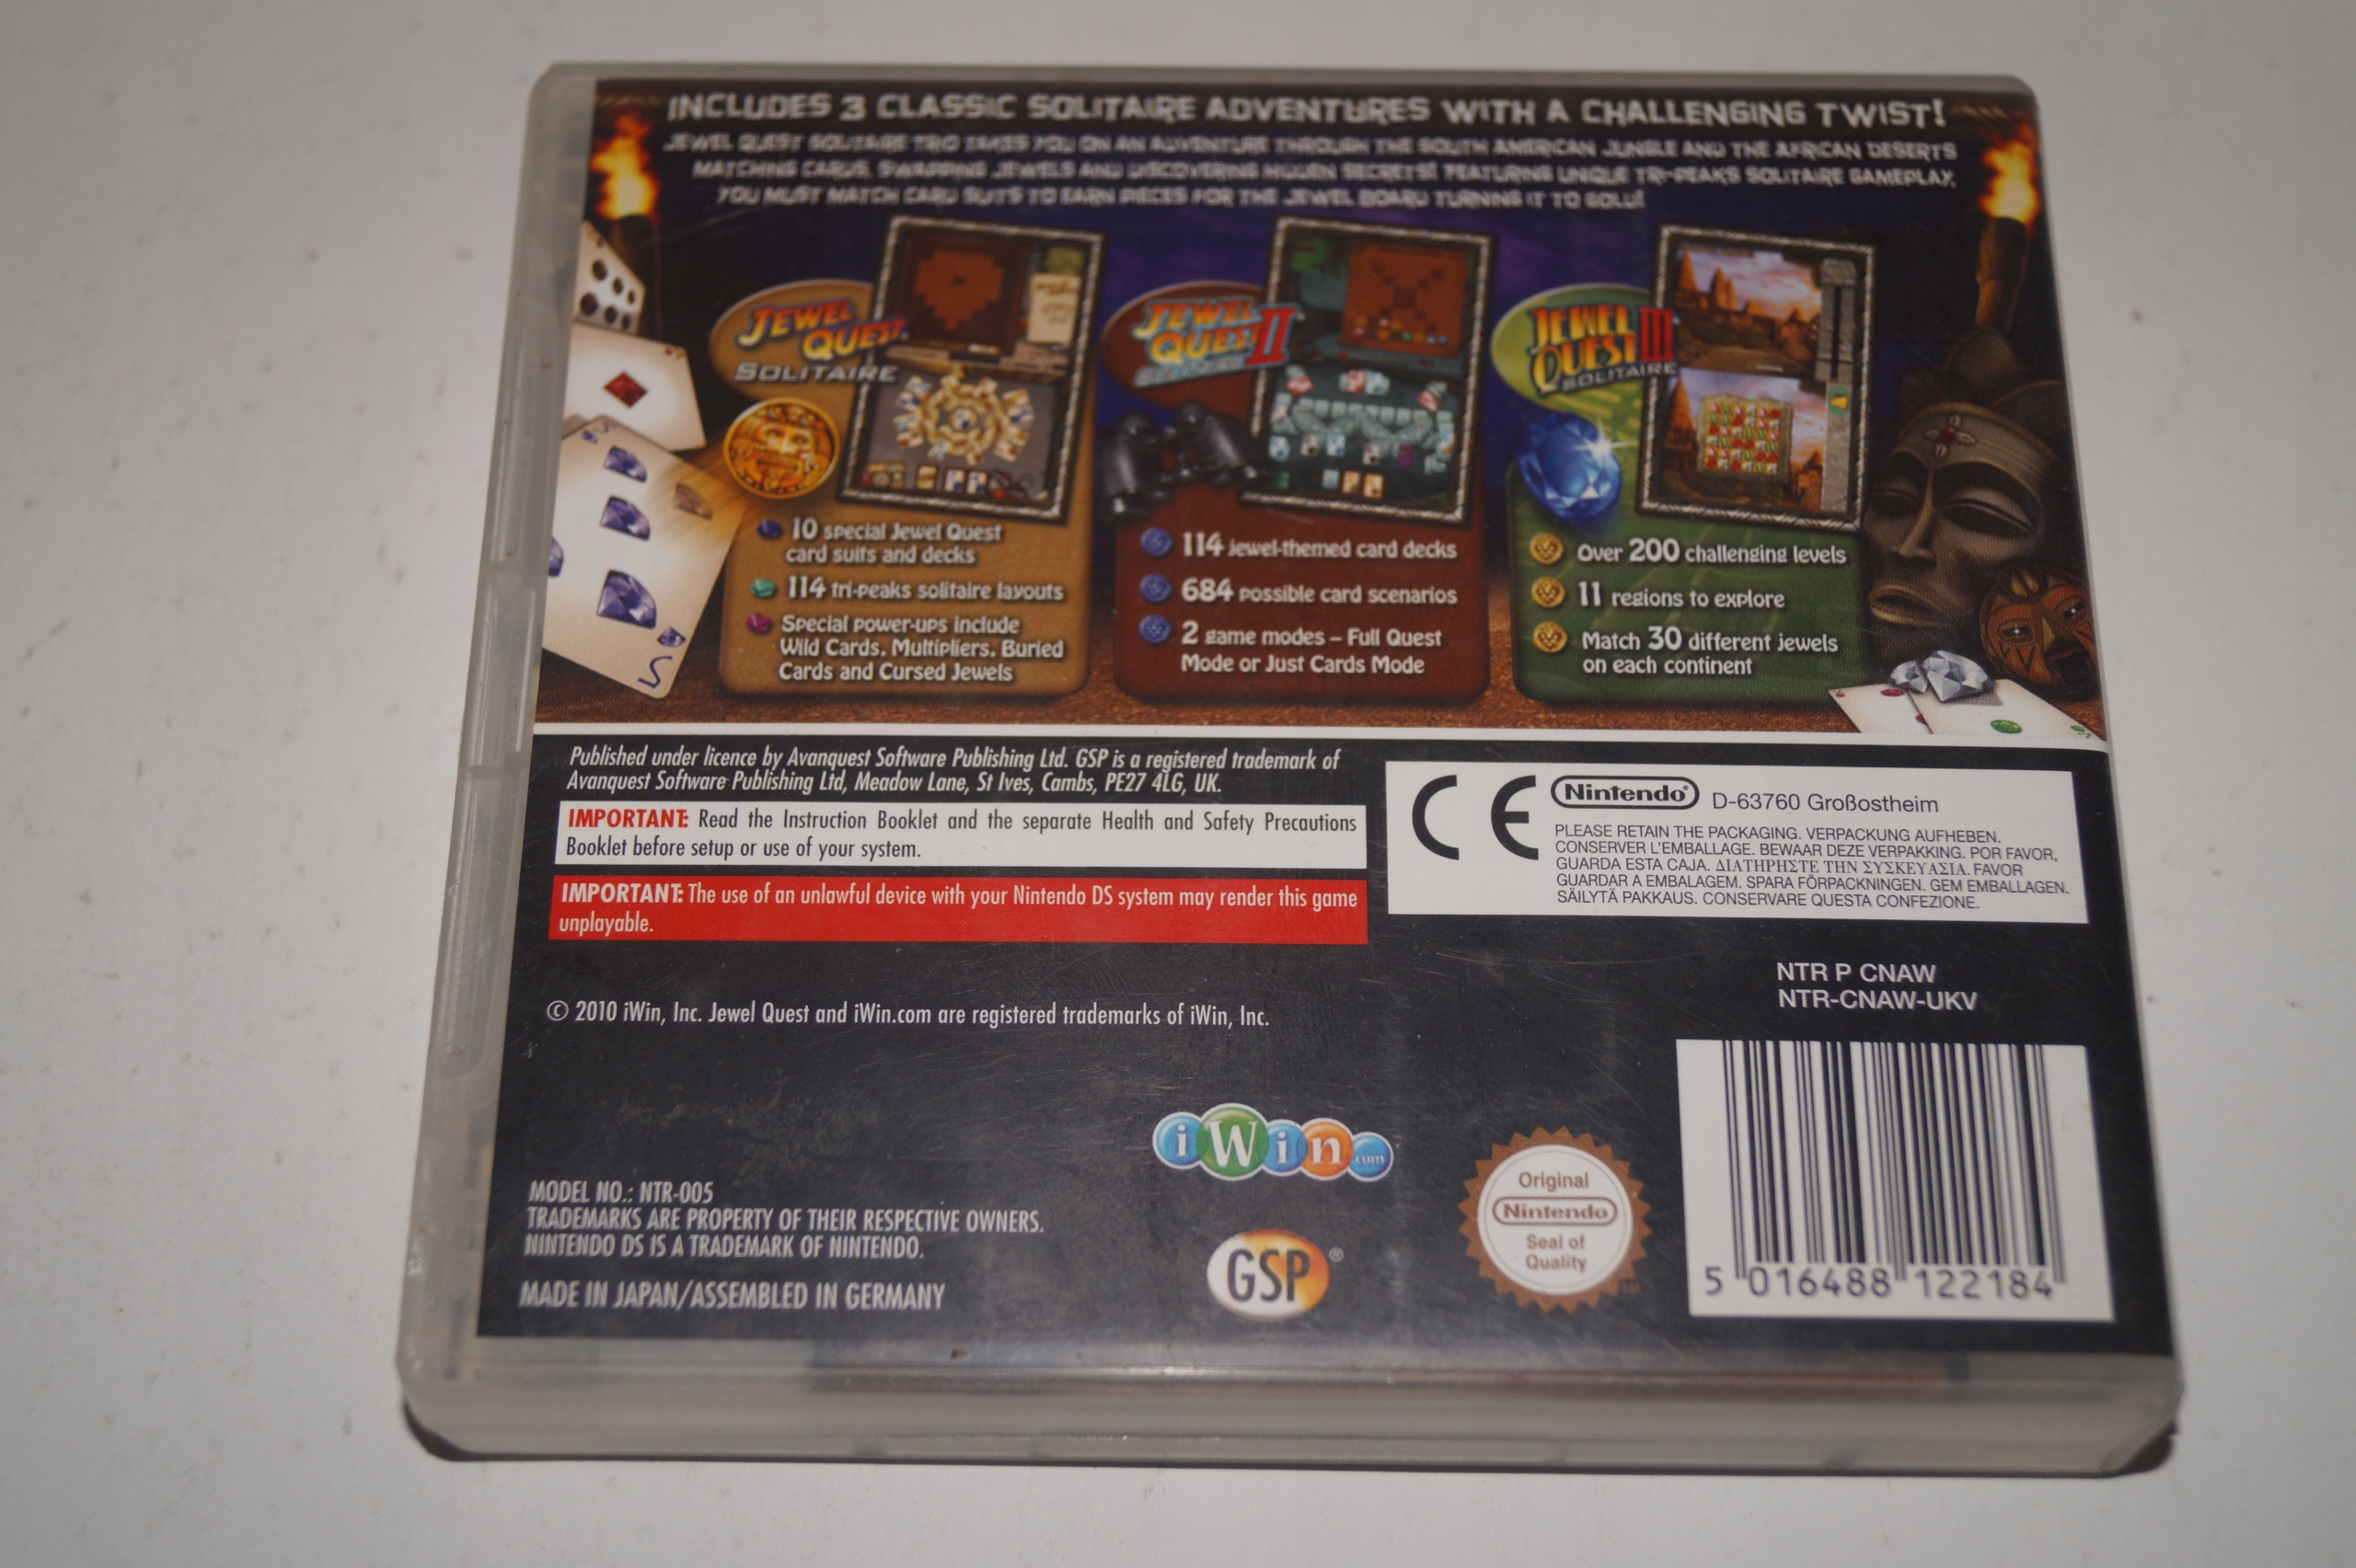 INCLUDES 3 CLASSIC SOLITAIRE ADVENTURES WITH A CHALLENGING TWIST!
JEWEL QUEST SOLITAIRE TRIO TAKES YOU ON AN ADVENTURE THROUGH THE SOUTH AMERICAN JUNGLE AND THE AFRICAN DESERTS
MATCHING CARDS, SWAPPING JEWELS AND DISCOVERING HIDDEN SECRETS! FEATURING UNIQUE TRI-PEAKS SOLITAIRE GAMEPLAY,
YOU MUST MATCH CARD SUITS TO EARN PIECES FOR THE JEWEL BOARD TURNING IT TO GOLD!
JEWEL
QUEST
SOLITAIRE
10 special Jewel Quest
card suits and decks
114 tri-peaks solitaire layouts
Special power-ups include
Wild Cards, Multipliers, Buried
Cards and Cursed Jewels
JEWEL
QUEST II
SOLITAIRE
114 jewel-themed card decks
684 possible card scenarios
2 game modes – Full Quest
Mode or Just Cards Mode
JEWEL
QUEST III
SOLITAIRE
Over 200 challenging levels
11 regions to explore
Match 30 different jewels
on each continent
5
5
Published under licence by Avanquest Software Publishing Ltd. GSP is a registered trademark of
Avanquest Software Publishing Ltd, Meadow Lane, St Ives, Cambs, PE27 4LG, UK.
IMPORTANT: Read the Instruction Booklet and the separate Health and Safety Precautions
Booklet before setup or use of your system.
IMPORTANT: The use of an unlawful device with your Nintendo DS system may render this game
unplayable.
© 2010 iWin, Inc. Jewel Quest and iWin.com are registered trademarks of iWin, Inc.
CE
Nintendo® D-63760 Großostheim
PLEASE RETAIN THE PACKAGING. VERPACKUNG AUFHEBEN.
CONSERVER L'EMBALLAGE. BEWAAR DEZE VERPAKKING. POR FAVOR,
GUARDA ESTA CAJA. ΔΙΑΤΗΡΗΣΤΕ ΤΗΝ ΣΥΣΚΕΥΑΣΙΑ. FAVOR
GUARDAR A EMBALAGEM. SPARA FÖRPACKNINGEN. GEM EMBALLAGEN.
SÄILYTÄ PAKKAUS. CONSERVARE QUESTA CONFEZIONE.
NTR P CNAW
NTR-CNAW-UKV
iWin.com
GSP®
Original
Nintendo
Seal of
Quality
TM
5 016488 122184
MODEL NO.: NTR-005
TRADEMARKS ARE PROPERTY OF THEIR RESPECTIVE OWNERS.
NINTENDO DS IS A TRADEMARK OF NINTENDO.
MADE IN JAPAN/ASSEMBLED IN GERMANY